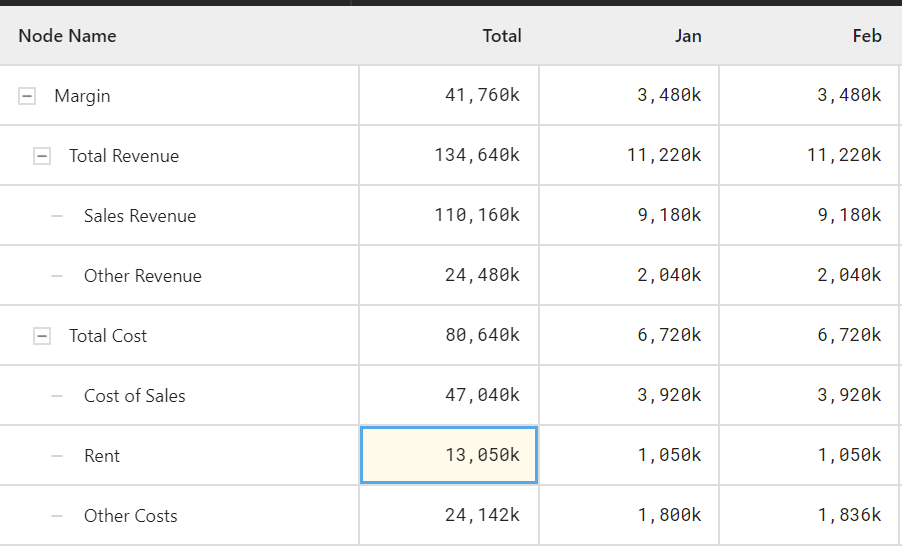 Node Name Total Jan Feb
Margin 41,760k 3,480k 3,480k
Total Revenue 134,640k 11,220k 11,220k
Sales Revenue 110,160k 9,180k 9,180k
Other Revenue 24,480k 2,040k 2,040k
Total Cost 80,640k 6,720k 6,720k
Cost of Sales 47,040k 3,920k 3,920k
Rent 13,050k 1,050k 1,050k
Other Costs 24,142k 1,800k 1,836k